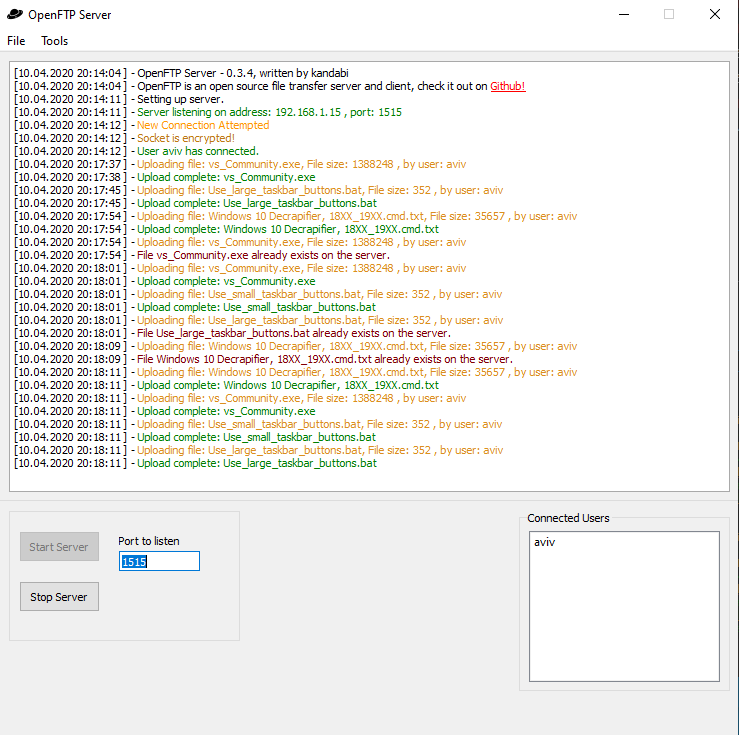 OpenFTP Server
File Tools
[10.04.2020 20:14:04] - OpenFTP Server - 0.3.4, written by kandabi
[10.04.2020 20:14:04] - OpenFTP is an open source file transfer server and client, check it out on Github!
[10.04.2020 20:14:11] - Setting up server.
[10.04.2020 20:14:11] - Server listening on address: 192.168.1.15 , port: 1515
[10.04.2020 20:14:12] - New Connection Attempted
[10.04.2020 20:14:12] - Socket is encrypted!
[10.04.2020 20:14:12] - User aviv has connected.
[10.04.2020 20:17:37] - Uploading file: vs_Community.exe, File size: 1388248 , by user: aviv
[10.04.2020 20:17:38] - Upload complete: vs_Community.exe
[10.04.2020 20:17:45] - Uploading file: Use_large_taskbar_buttons.bat, File size: 352 , by user: aviv
[10.04.2020 20:17:45] - Upload complete: Use_large_taskbar_buttons.bat
[10.04.2020 20:17:54] - Uploading file: Windows 10 Decrapifier, 18XX_19XX.cmd.txt, File size: 35657 , by user: aviv
[10.04.2020 20:17:54] - Upload complete: Windows 10 Decrapifier, 18XX_19XX.cmd.txt
[10.04.2020 20:17:54] - Uploading file: vs_Community.exe, File size: 1388248 , by user: aviv
[10.04.2020 20:17:54] - File vs_Community.exe already exists on the server.
[10.04.2020 20:18:01] - Uploading file: vs_Community.exe, File size: 1388248 , by user: aviv
[10.04.2020 20:18:01] - Upload complete: vs_Community.exe
[10.04.2020 20:18:01] - Uploading file: Use_small_taskbar_buttons.bat, File size: 352 , by user: aviv
[10.04.2020 20:18:01] - Upload complete: Use_small_taskbar_buttons.bat
[10.04.2020 20:18:01] - Uploading file: Use_large_taskbar_buttons.bat, File size: 352 , by user: aviv
[10.04.2020 20:18:01] - File Use_large_taskbar_buttons.bat already exists on the server.
[10.04.2020 20:18:09] - Uploading file: Windows 10 Decrapifier, 18XX_19XX.cmd.txt, File size: 35657 , by user: aviv
[10.04.2020 20:18:09] - File Windows 10 Decrapifier, 18XX_19XX.cmd.txt already exists on the server.
[10.04.2020 20:18:11] - Uploading file: Windows 10 Decrapifier, 18XX_19XX.cmd.txt, File size: 35657 , by user: aviv
[10.04.2020 20:18:11] - Upload complete: Windows 10 Decrapifier, 18XX_19XX.cmd.txt
[10.04.2020 20:18:11] - Uploading file: vs_Community.exe, File size: 1388248 , by user: aviv
[10.04.2020 20:18:11] - Upload complete: vs_Community.exe
[10.04.2020 20:18:11] - Uploading file: Use_small_taskbar_buttons.bat, File size: 352 , by user: aviv
[10.04.2020 20:18:11] - Upload complete: Use_small_taskbar_buttons.bat
[10.04.2020 20:18:11] - Uploading file: Use_large_taskbar_buttons.bat, File size: 352 , by user: aviv
[10.04.2020 20:18:11] - Upload complete: Use_large_taskbar_buttons.bat
Start Server
Port to listen
1515
Stop Server
Connected Users
aviv